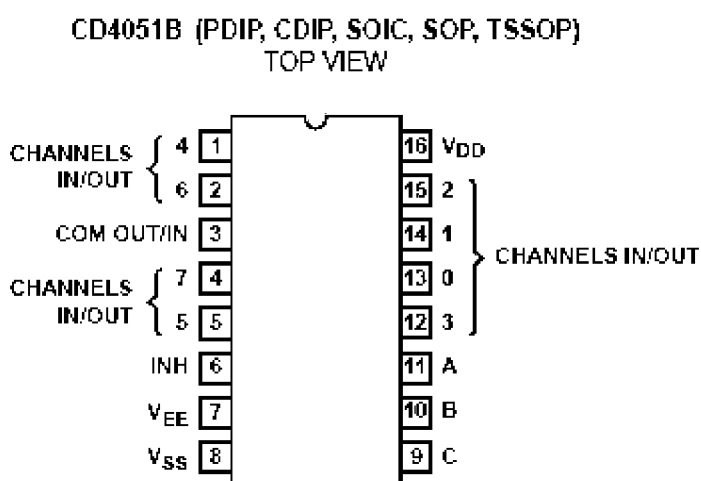 CD4051B (PDIP, CDIP, SOIC, SOP, TSSOP)
TOP VIEW
CHANNELS IN/OUT
4 1
6 2
COM OUT/IN 3
CHANNELS IN/OUT
7 4
5 5
INH 6
VEE 7
VSS 8
16 VDD
15 2
14 1
13 0
12 3
CHANNELS IN/OUT
11 A
10 B
9 C